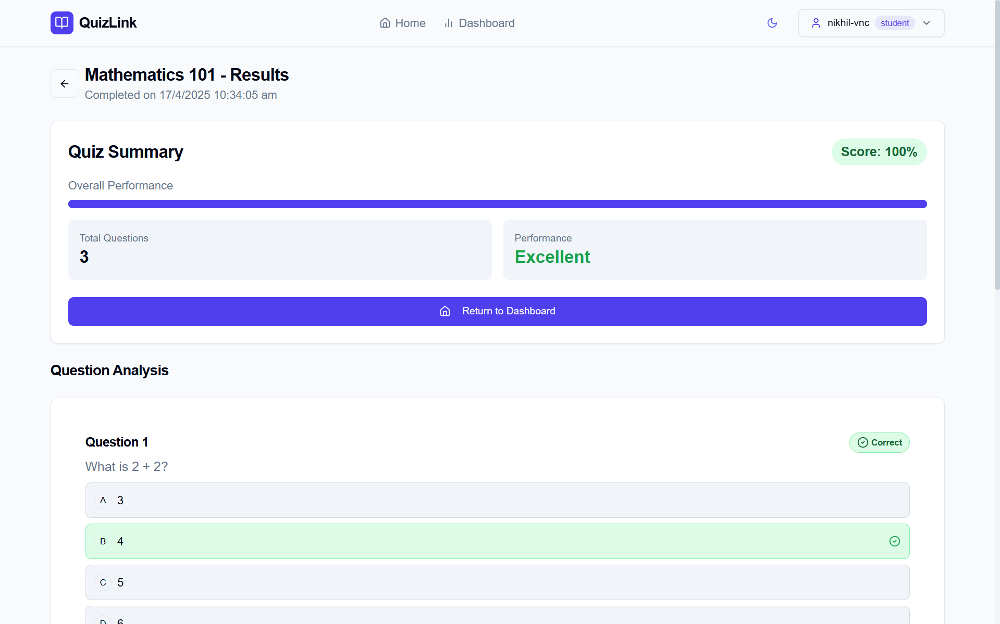 QuizLink
Home
Dashboard
nikhil-vnc student
Mathematics 101 - Results
Completed on 17/4/2025 10:34:05 am
Quiz Summary
Score: 100%
Overall Performance
Total Questions
3
Performance
Excellent
Return to Dashboard
Question Analysis
Question 1
Correct
What is 2 + 2?
A 3
B 4
C 5
D 6